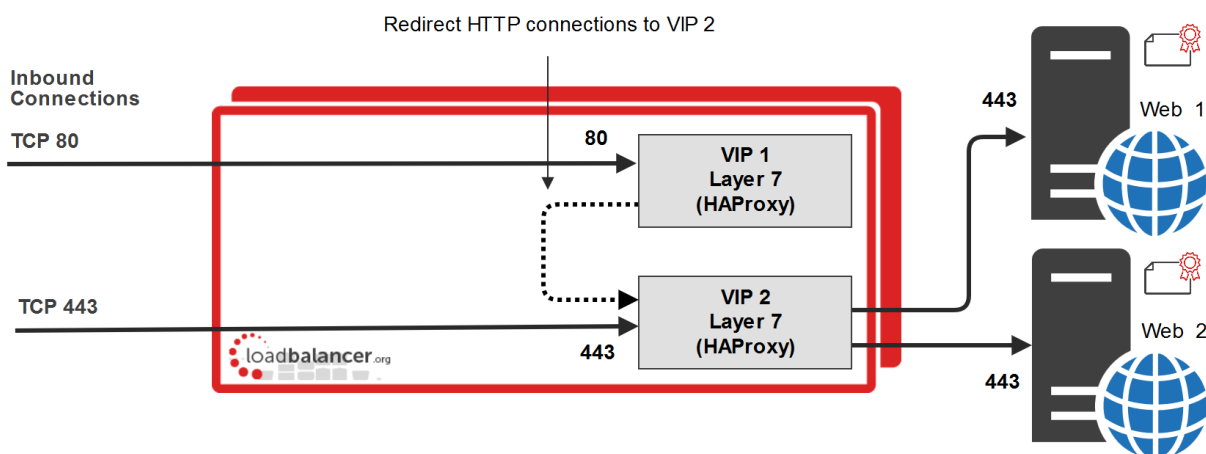 Redirect HTTP connections to VIP 2
Inbound
Connections
TCP 80
80
VIP 1
Layer 7
(HAProxy)
443
Web 1
TCP 443
443
VIP 2
Layer 7
(HAProxy)
443
Web 2
loadbalancer.org